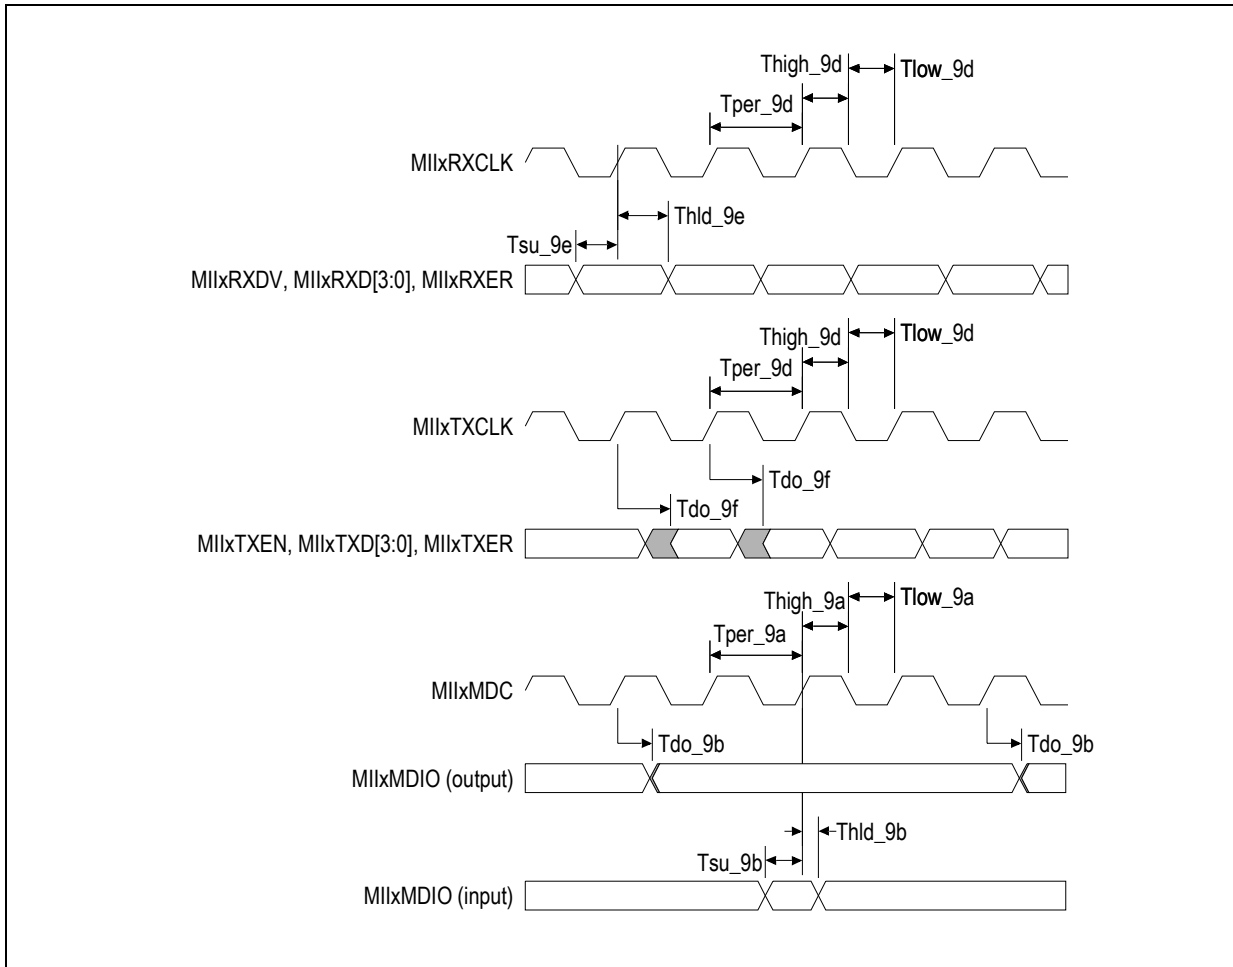 Thigh_9d
Tlow_9d
Tper_9d
MIIxRXCLK
Thld_9e
Tsu_9e
MIIxRXDV, MIIxRXD[3:0], MIIxRXER
Thigh_9d
Tlow_9d
Tper_9d
MIIxTXCLK
Tdo_9f
Tdo_9f
MIIxTXEN, MIIxTXD[3:0], MIIxTXER
Thigh_9a
Tlow_9a
Tper_9a
MIIxMDC
Tdo_9b
Tdo_9b
MIIxMDIO (output)
Thld_9b
Tsu_9b
MIIxMDIO (input)